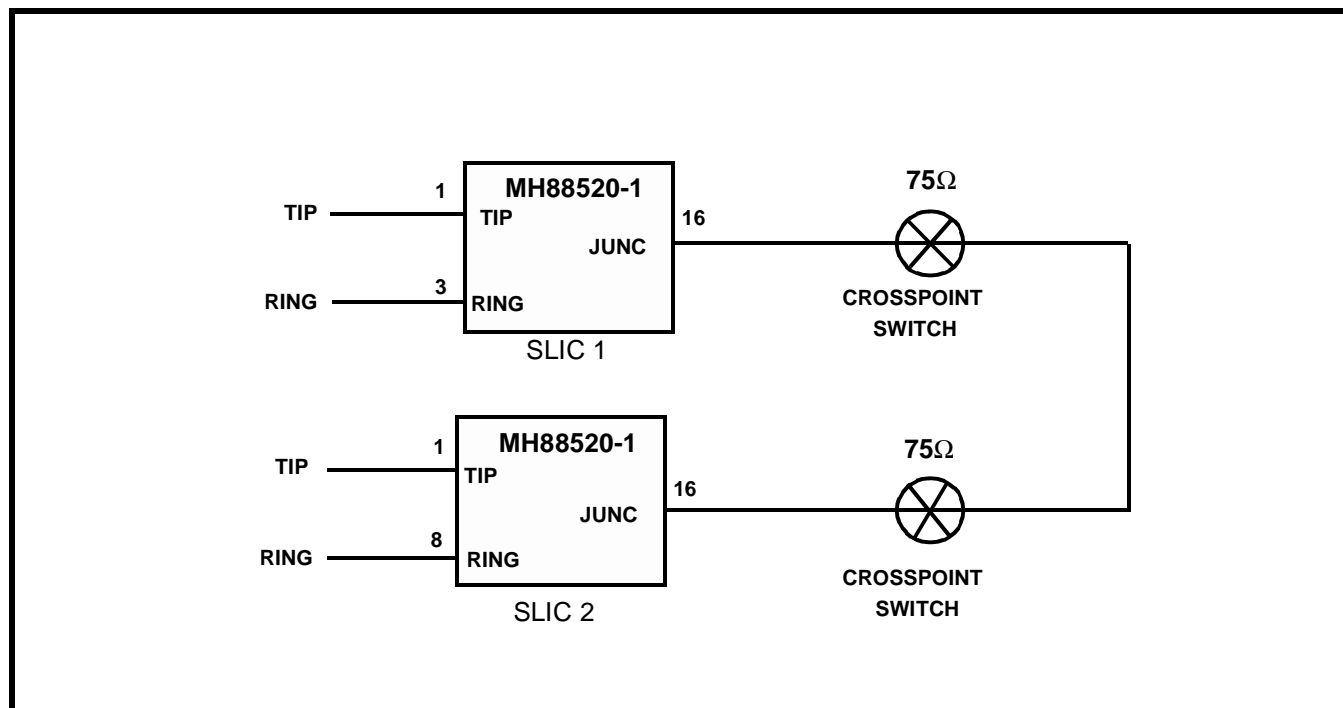 MH88520-1
75Ω
1
TIP
TIP
16
JUNC
3
RING
RING
CROSSPOINT
SWITCH
SLIC 1
MH88520-1
75Ω
1
TIP
TIP
16
JUNC
8
RING
RING
CROSSPOINT
SWITCH
SLIC 2